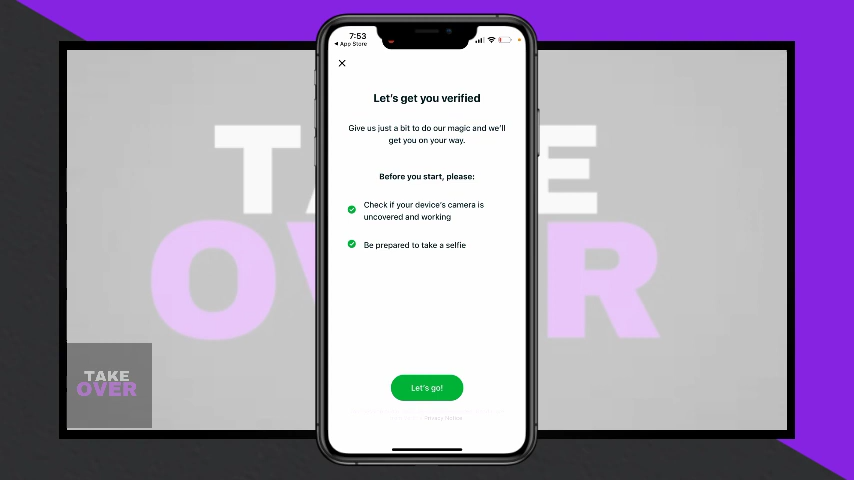 7:53
◀ App Store
Let's get you verified
Give us just a bit to do our magic and we'll
get you on your way.
Before you start, please:
Check if your device's camera is
uncovered and working
Be prepared to take a selfie
Let's go!
Privacy Notice
TAKE
OVER